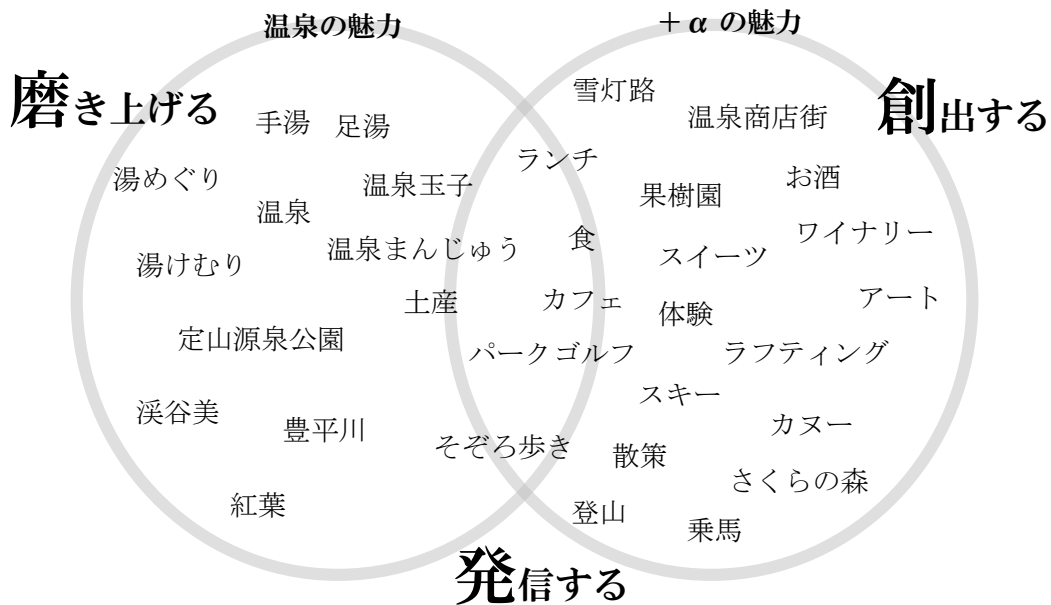 温泉の魅力
＋α の魅力
磨き上げる
創出する
手湯
足湯
湯めぐり
温泉玉子
温泉
温泉まんじゅう
湯けむり
土産
定山源泉公園
渓谷美
豊平川
紅葉
雪灯路
温泉商店街
ランチ
果樹園
お酒
食
スイーツ
ワイナリー
カフェ
体験
アート
パークゴルフ
ラフティング
スキー
カヌー
そぞろ歩き
散策
さくらの森
登山
乗馬
発信する